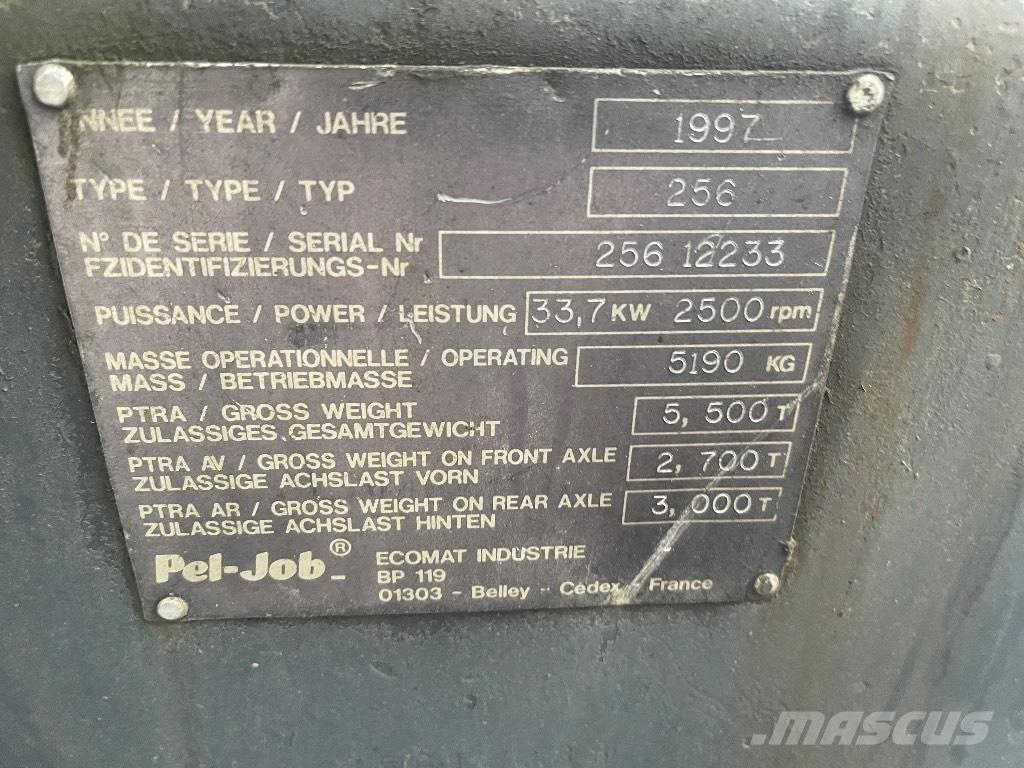 NNEE / YEAR / JAHRE 1997
TYPE / TYPE / TYP 256
N° DE SERIE / SERIAL Nr 256 12233
FZIDENTIFIZIERUNGS-Nr
PUISSANCE / POWER / LEISTUNG 33,7 KW 2500 rpm
MASSE OPERATIONNELLE / OPERATING 5190 KG
MASS / BETRIEBMASSE
PTRA / GROSS WEIGHT 5, 500 T
ZULASSIGES GESAMTGEWICHT
PTRA AV / GROSS WEIGHT ON FRONT AXLE 2, 700 T
ZULASSIGE ACHSLAST VORN
PTRA AR / GROSS WEIGHT ON REAR AXLE 3, 000 T
ZULASSIGE ACHSLAST HINTEN
Pel-Job® ECOMAT INDUSTRIE
BP 119
01303 - Belley - Cedex - France
MASCUS